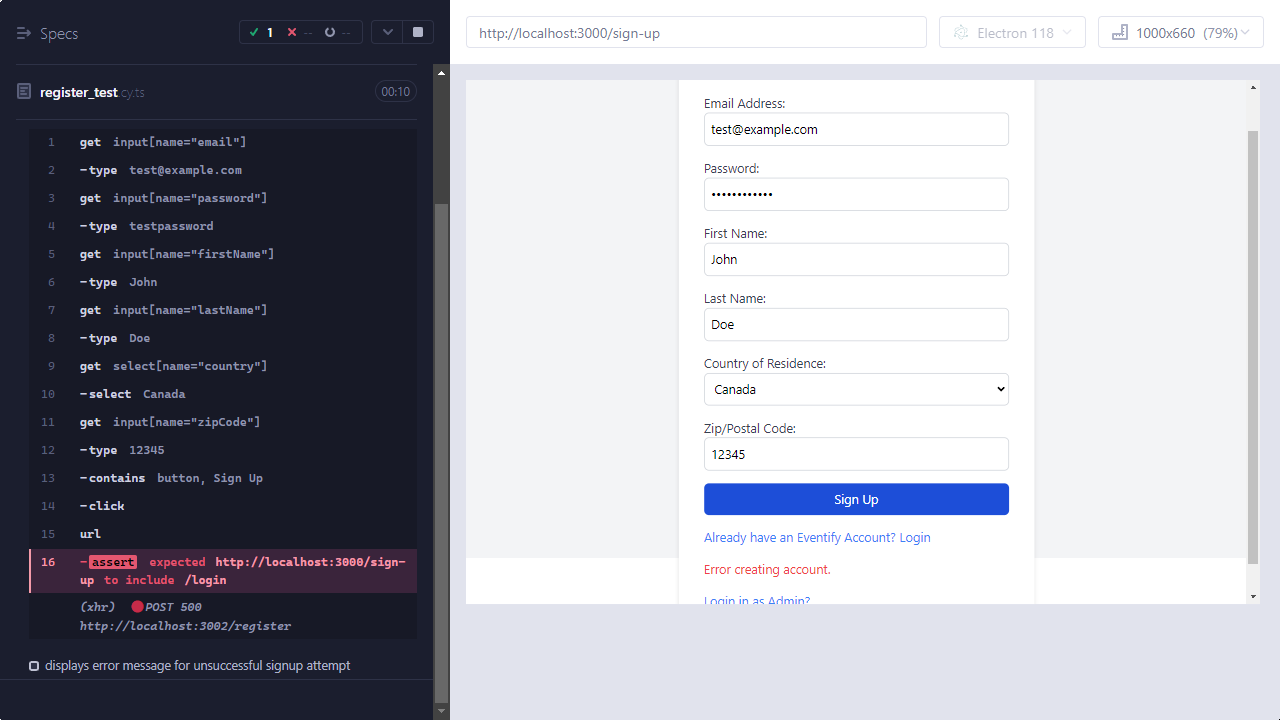 Specs
1
--
--
http://localhost:3000/sign-up
Electron 118
1000x660 (79%)
register_test.cy.ts
00:10
1 get input[name="email"]
2 -type test@example.com
3 get input[name="password"]
4 -type testpassword
5 get input[name="firstName"]
6 -type John
7 get input[name="lastName"]
8 -type Doe
9 get select[name="country"]
10 -select Canada
11 get input[name="zipCode"]
12 -type 12345
13 -contains button, Sign Up
14 -click
15 url
16 -assert expected http://localhost:3000/sign-
up to include /login
(xhr) POST 500
http://localhost:3002/register
displays error message for unsuccessful signup attempt
Email Address:
test@example.com
Password:
••••••••••••
First Name:
John
Last Name:
Doe
Country of Residence:
Canada
Zip/Postal Code:
12345
Sign Up
Already have an Eventify Account? Login
Error creating account.
Login in as Admin?